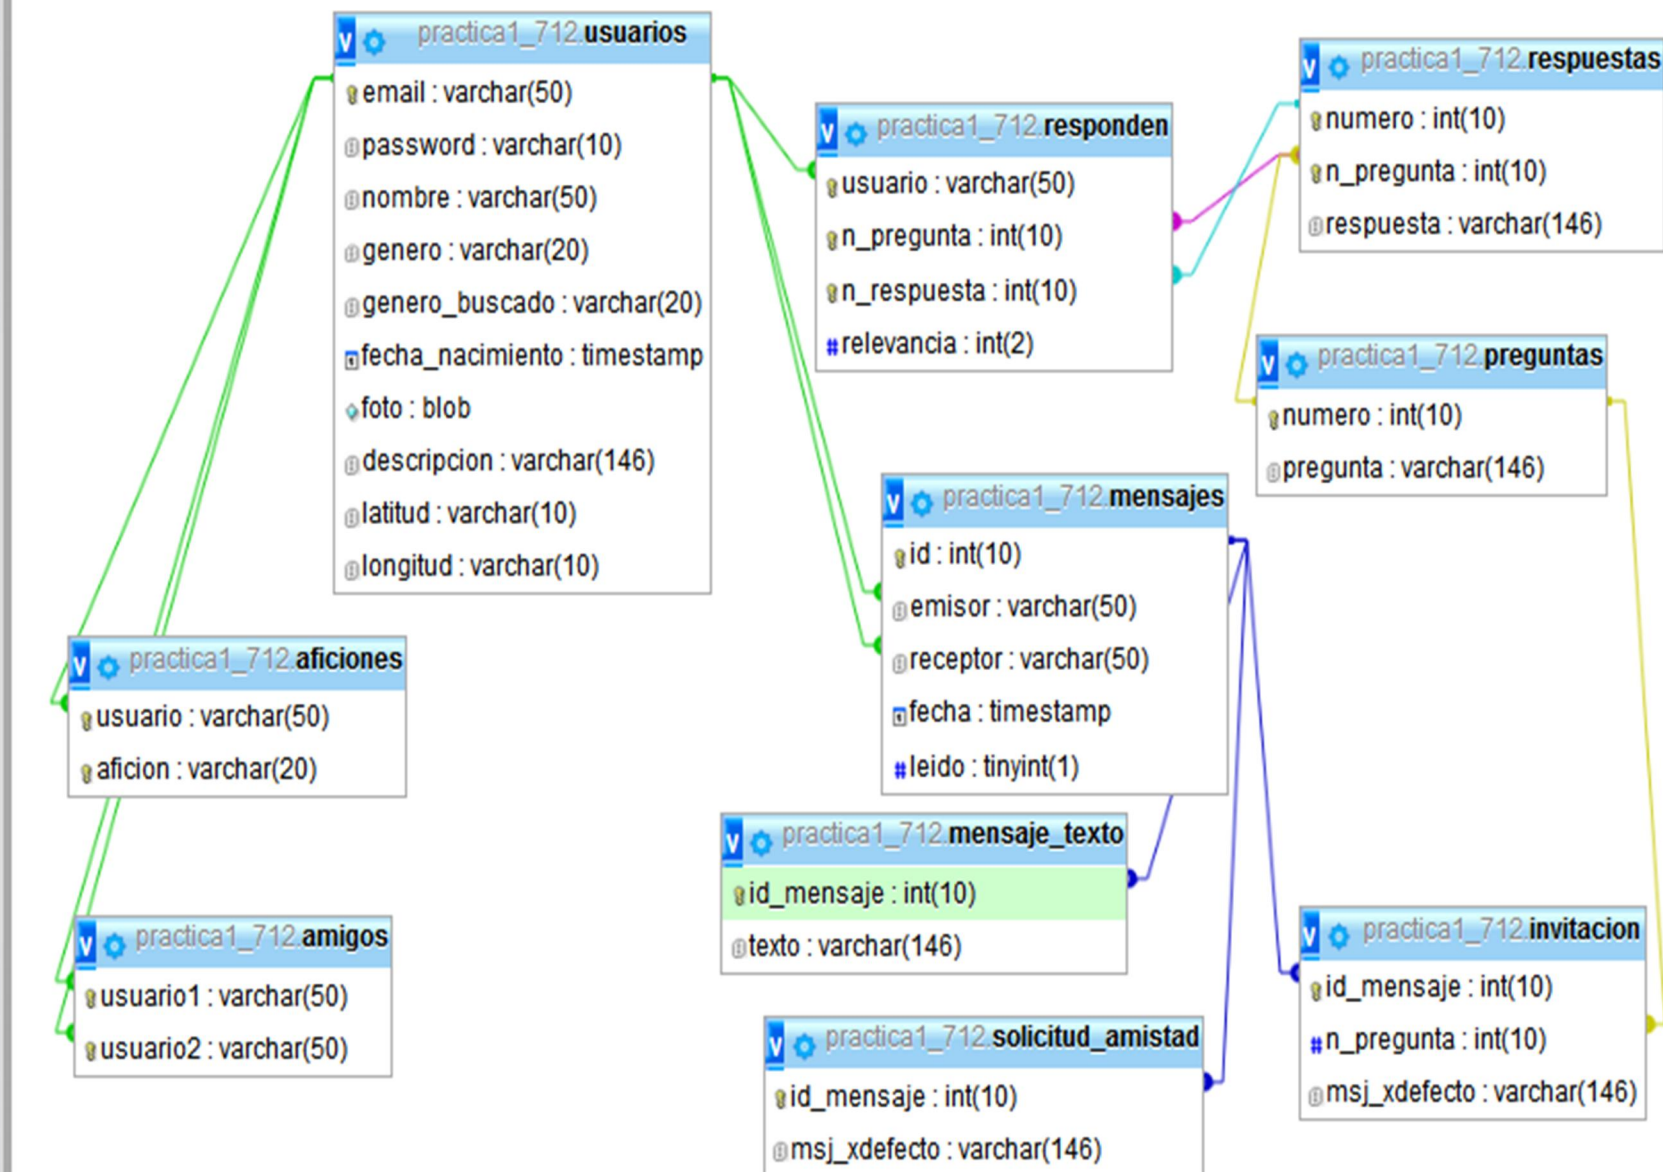 practica1_712.usuarios
email : varchar(50)
password : varchar(10)
nombre : varchar(50)
genero : varchar(20)
genero_buscado : varchar(20)
fecha_nacimiento : timestamp
foto : blob
descripcion : varchar(146)
latitud : varchar(10)
longitud : varchar(10)
practica1_712.responden
usuario : varchar(50)
n_pregunta : int(10)
n_respuesta : int(10)
relevancia : int(2)
practica1_712.respuestas
numero : int(10)
n_pregunta : int(10)
respuesta : varchar(146)
practica1_712.preguntas
numero : int(10)
pregunta : varchar(146)
practica1_712.mensajes
id : int(10)
emisor : varchar(50)
receptor : varchar(50)
fecha : timestamp
leido : tinyint(1)
practica1_712.aficiones
usuario : varchar(50)
aficion : varchar(20)
practica1_712.mensaje_texto
id_mensaje : int(10)
texto : varchar(146)
practica1_712.amigos
usuario1 : varchar(50)
usuario2 : varchar(50)
practica1_712.invitacion
id_mensaje : int(10)
n_pregunta : int(10)
msj_xdefecto : varchar(146)
practica1_712.solicitud_amistad
id_mensaje : int(10)
msj_xdefecto : varchar(146)